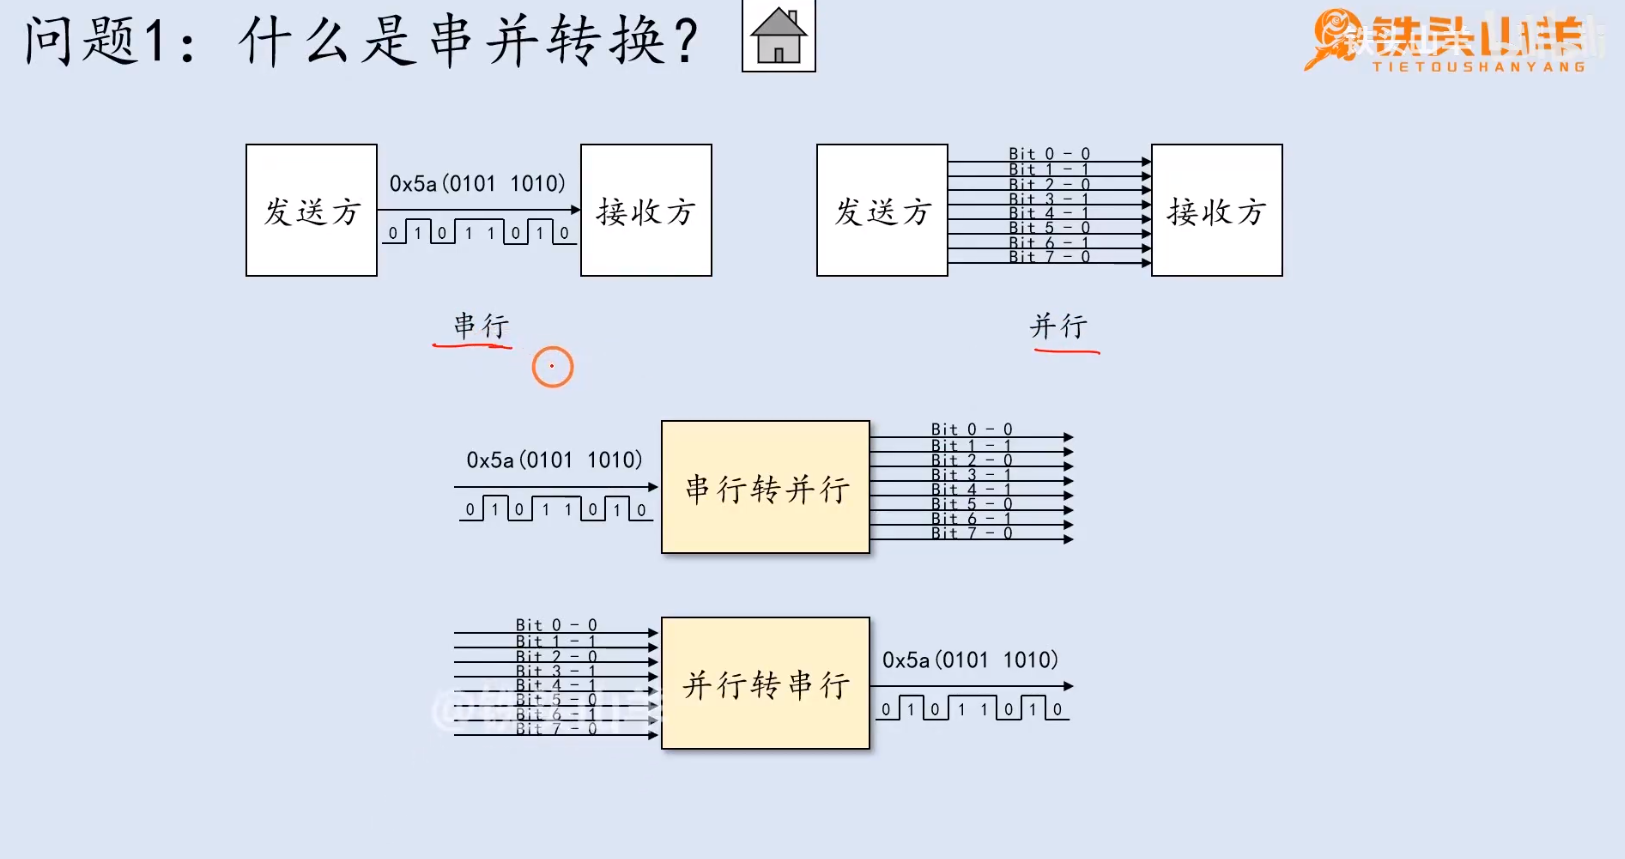 问题1：什么是串并转换？
铁头山羊
TIETOUSHANYANG
发送方
0x5a(0101 1010)
0 1 0 1 1 0 1 0
接收方
串行
发送方
Bit 0 - 0
Bit 1 - 1
Bit 2 - 0
Bit 3 - 1
Bit 4 - 1
Bit 5 - 0
Bit 6 - 1
Bit 7 - 0
接收方
并行
0x5a(0101 1010)
0 1 0 1 1 0 1 0
串行转并行
Bit 0 - 0
Bit 1 - 1
Bit 2 - 0
Bit 3 - 1
Bit 4 - 1
Bit 5 - 0
Bit 6 - 1
Bit 7 - 0
Bit 0 - 0
Bit 1 - 1
Bit 2 - 0
Bit 3 - 1
Bit 4 - 1
Bit 5 - 0
Bit 6 - 1
Bit 7 - 0
并行转串行
0x5a(0101 1010)
0 1 0 1 1 0 1 0